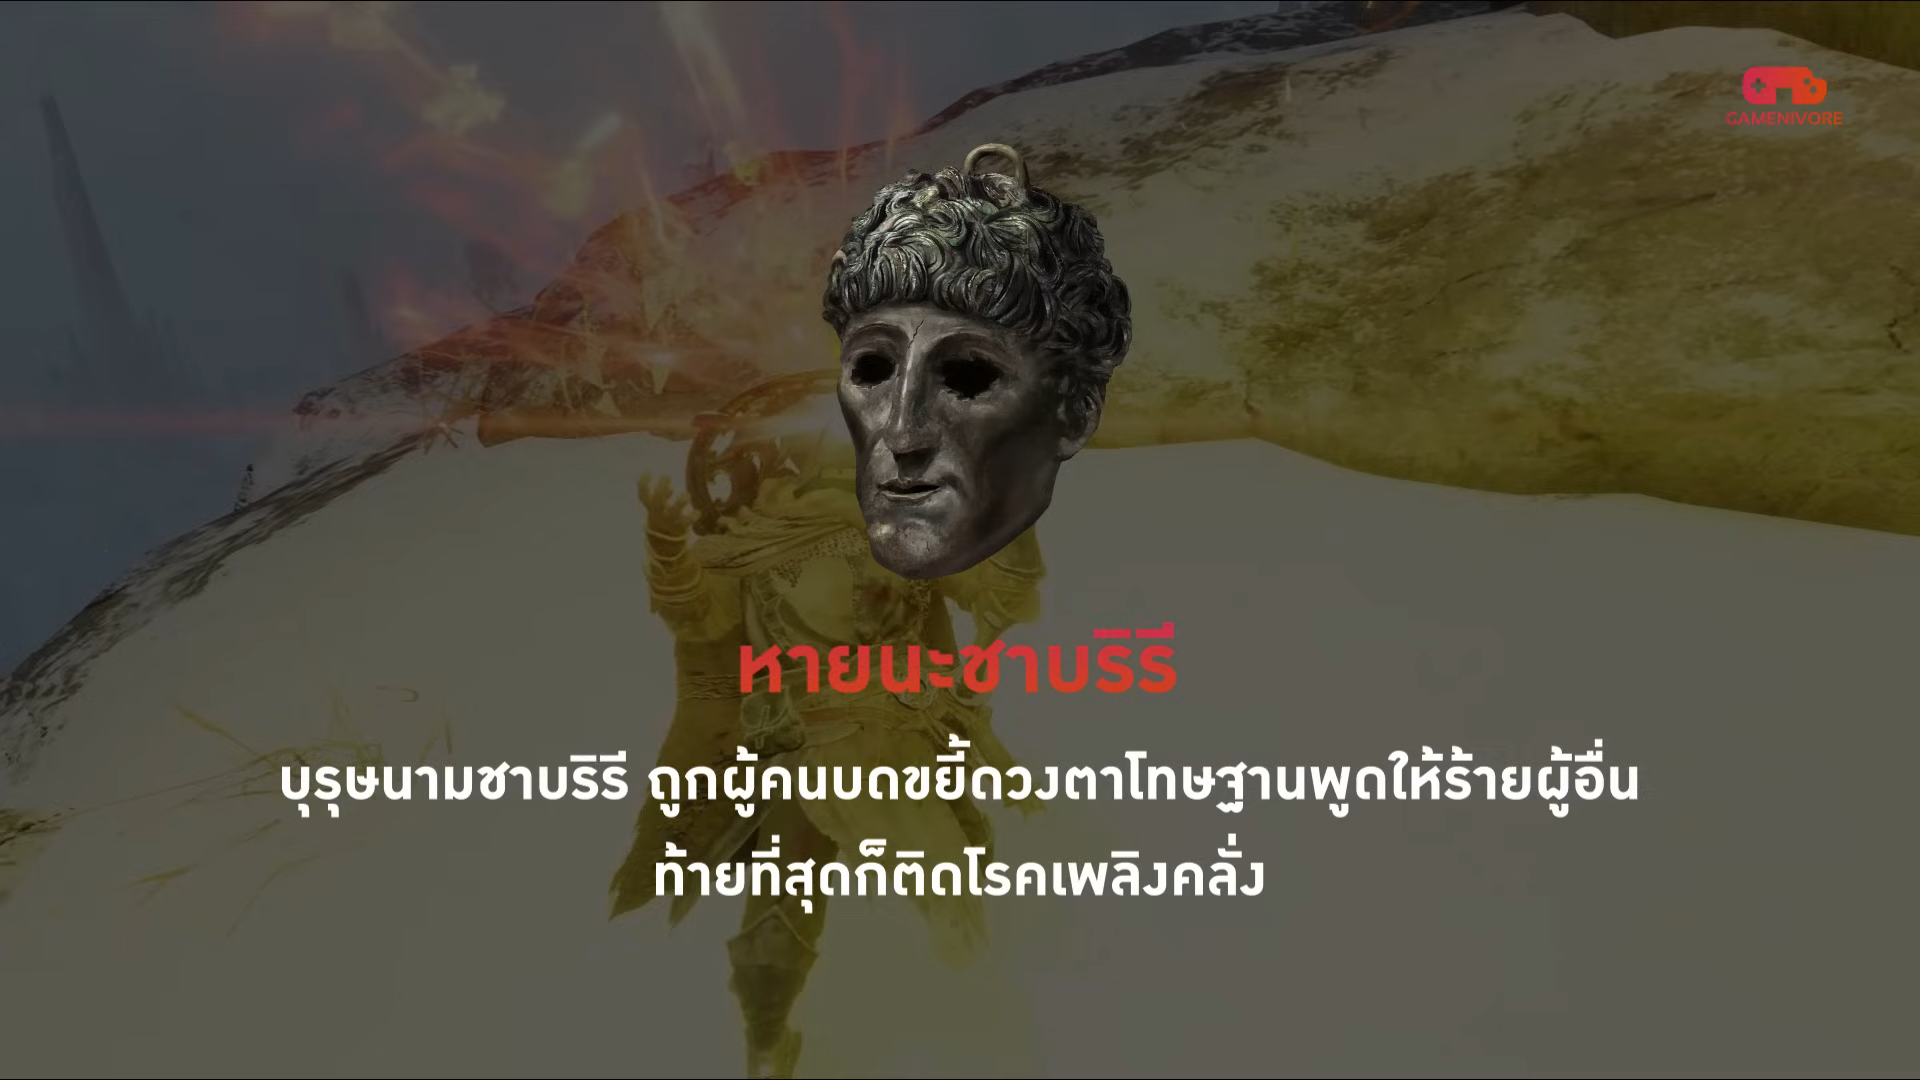 GAMENIVORE
หายนะชาบริริ
บุรุษนามชาบริริ ถูกผู้คนบดขยี้ดวงตาโทษฐานพูดให้ร้ายผู้อื่น
ท้ายที่สุดก็ติดโรคเพลิงคลั่ง